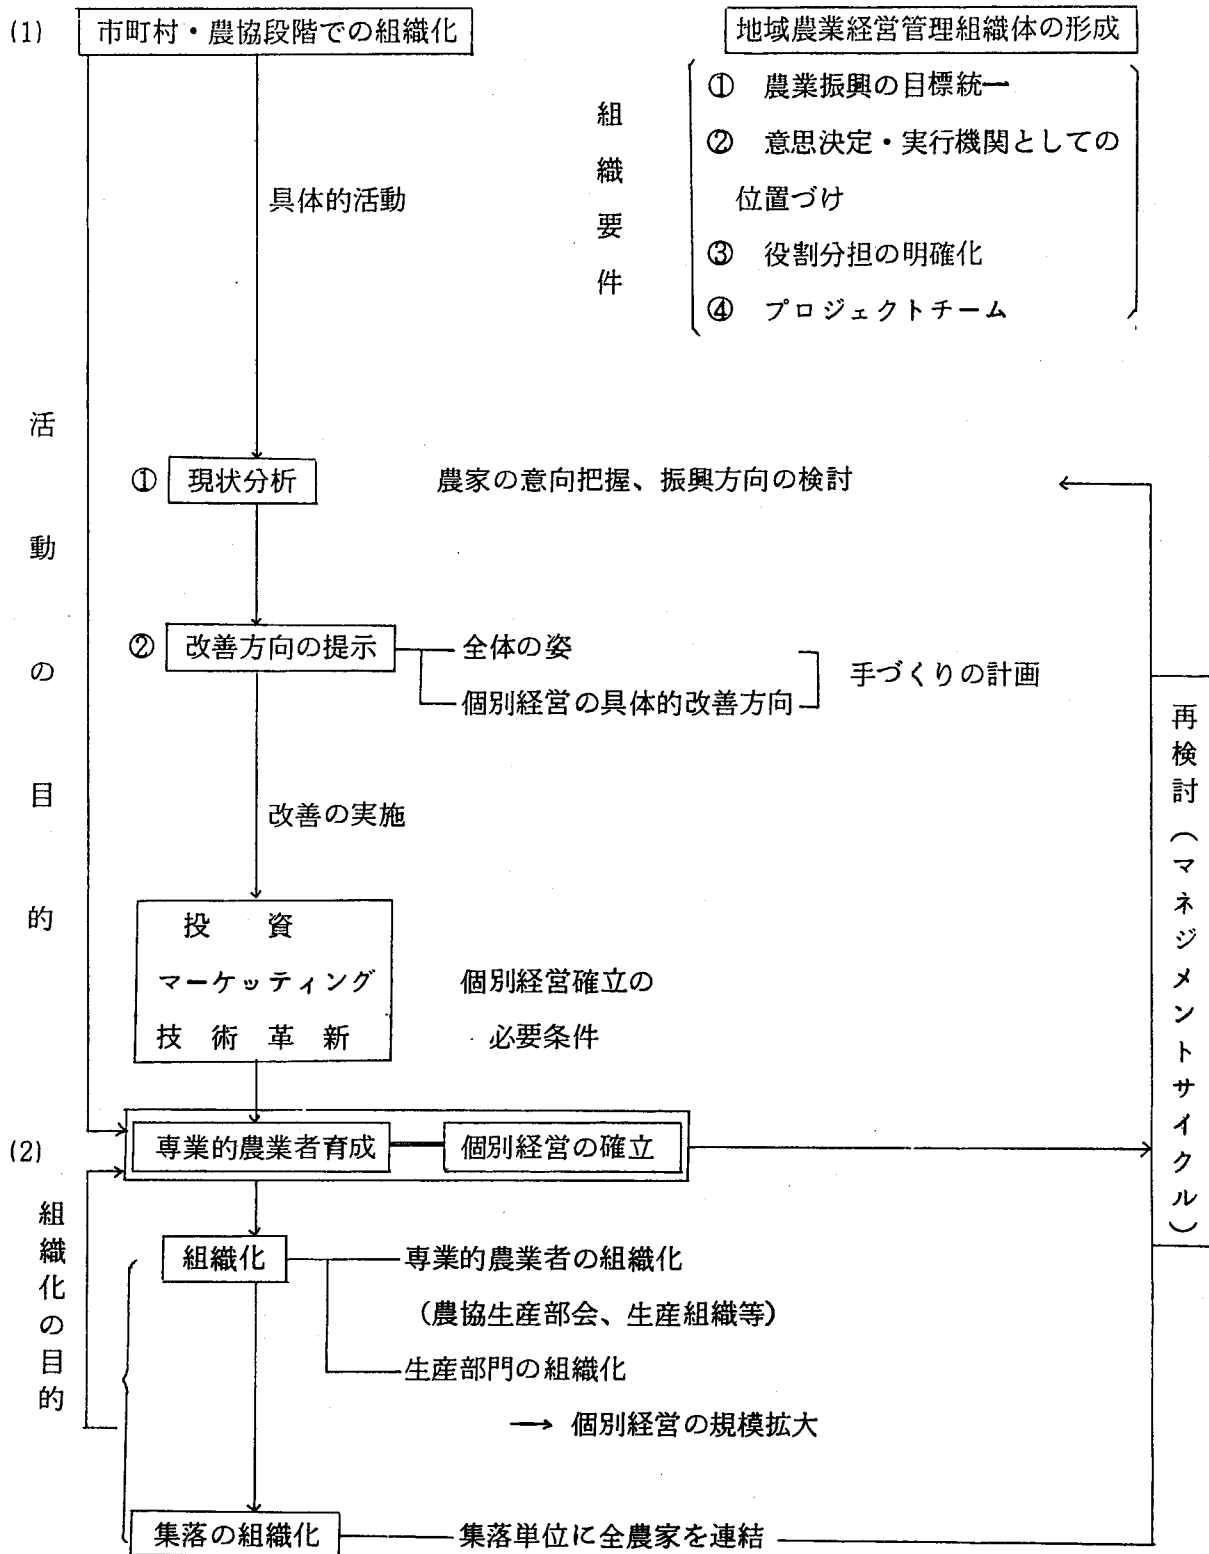 (1) 市町村・農協段階での組織化
地域農業経営管理組織体の形成
組織要件
① 農業振興の目標統一
② 意思決定・実行機関としての
位置づけ
③ 役割分担の明確化
④ プロジェクトチーム
具体的活動
活動の目的
① 現状分析 農家の意向把握、振興方向の検討
② 改善方向の提示 全体の姿
個別経営の具体的改善方向
手づくりの計画
再検討(マネジメントサイクル)
改善の実施
投資
マーケッティング
技術革新
個別経営確立の
必要条件
(2) 専業的農業者育成 個別経営の確立
組織化の目的
組織化 専業的農業者の組織化
(農協生産部会、生産組織等)
生産部門の組織化
→ 個別経営の規模拡大
集落の組織化 集落単位に全農家を連結